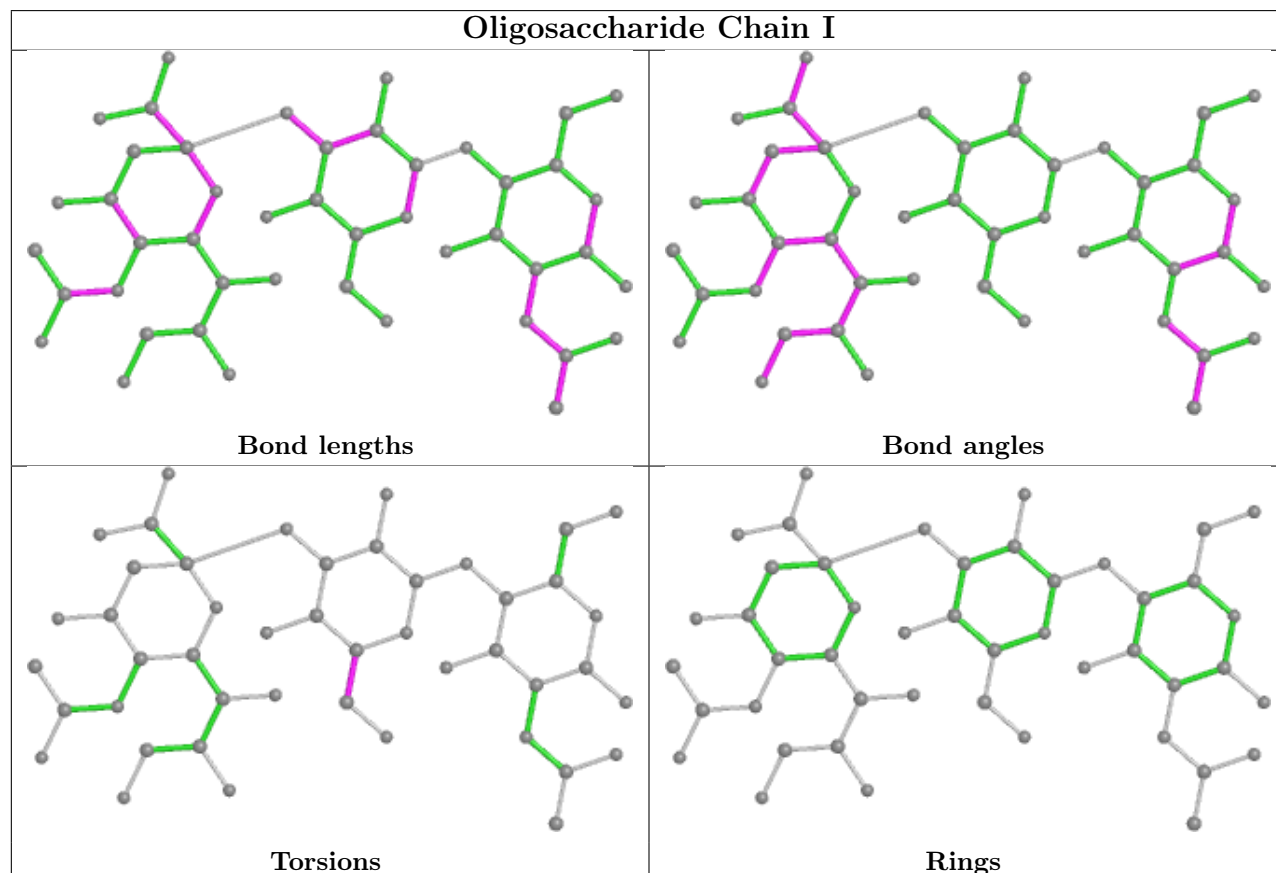 Oligosaccharide Chain I
Bond lengths
Bond angles
Torsions
Rings